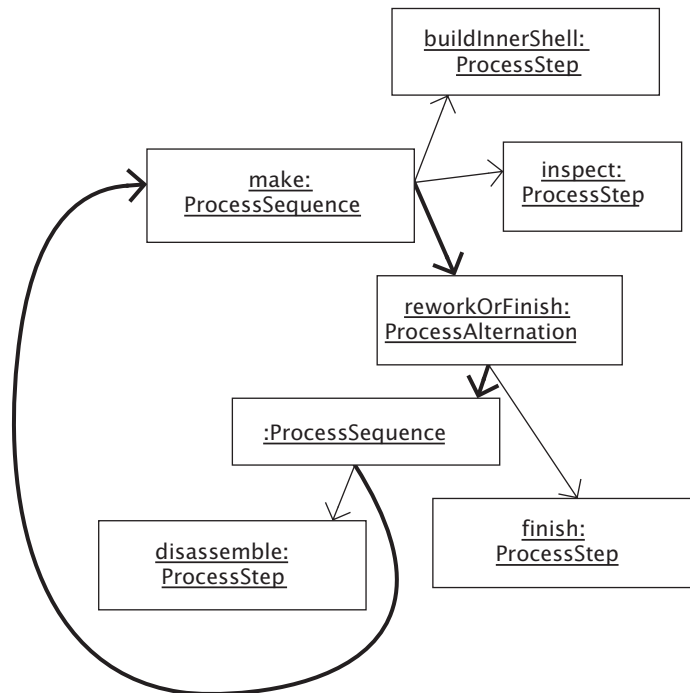 buildInnerShell:
ProcessStep
make:
ProcessSequence
inspect:
ProcessStep
reworkOrFinish:
ProcessAlternation
:ProcessSequence
disassemble:
ProcessStep
finish:
ProcessStep